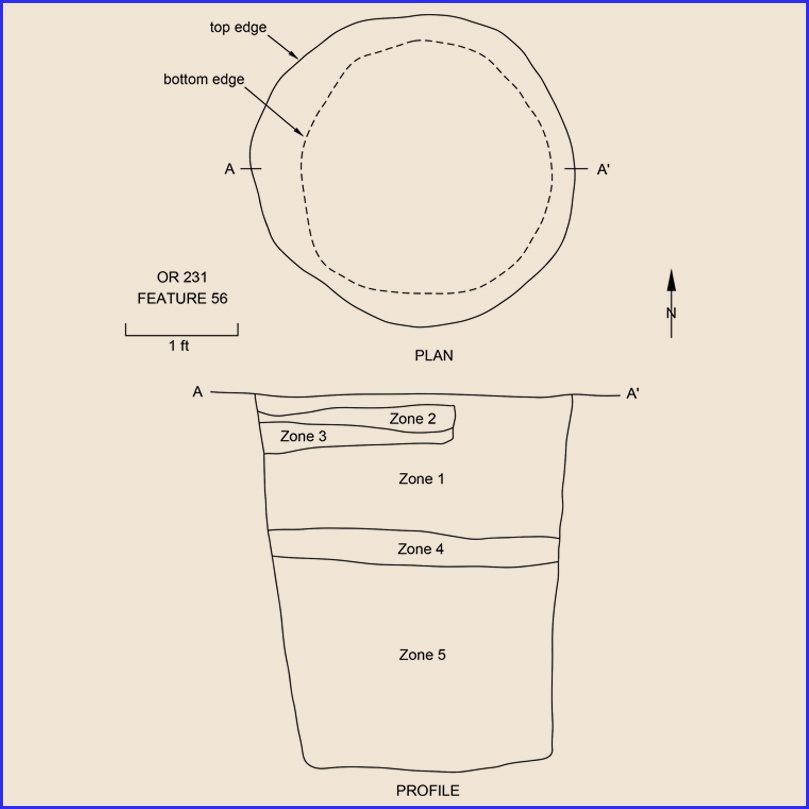 top edge
bottom edge
A A'
OR 231
FEATURE 56
1 ft
N
PLAN
A A'
Zone 2
Zone 3
Zone 1
Zone 4
Zone 5
PROFILE